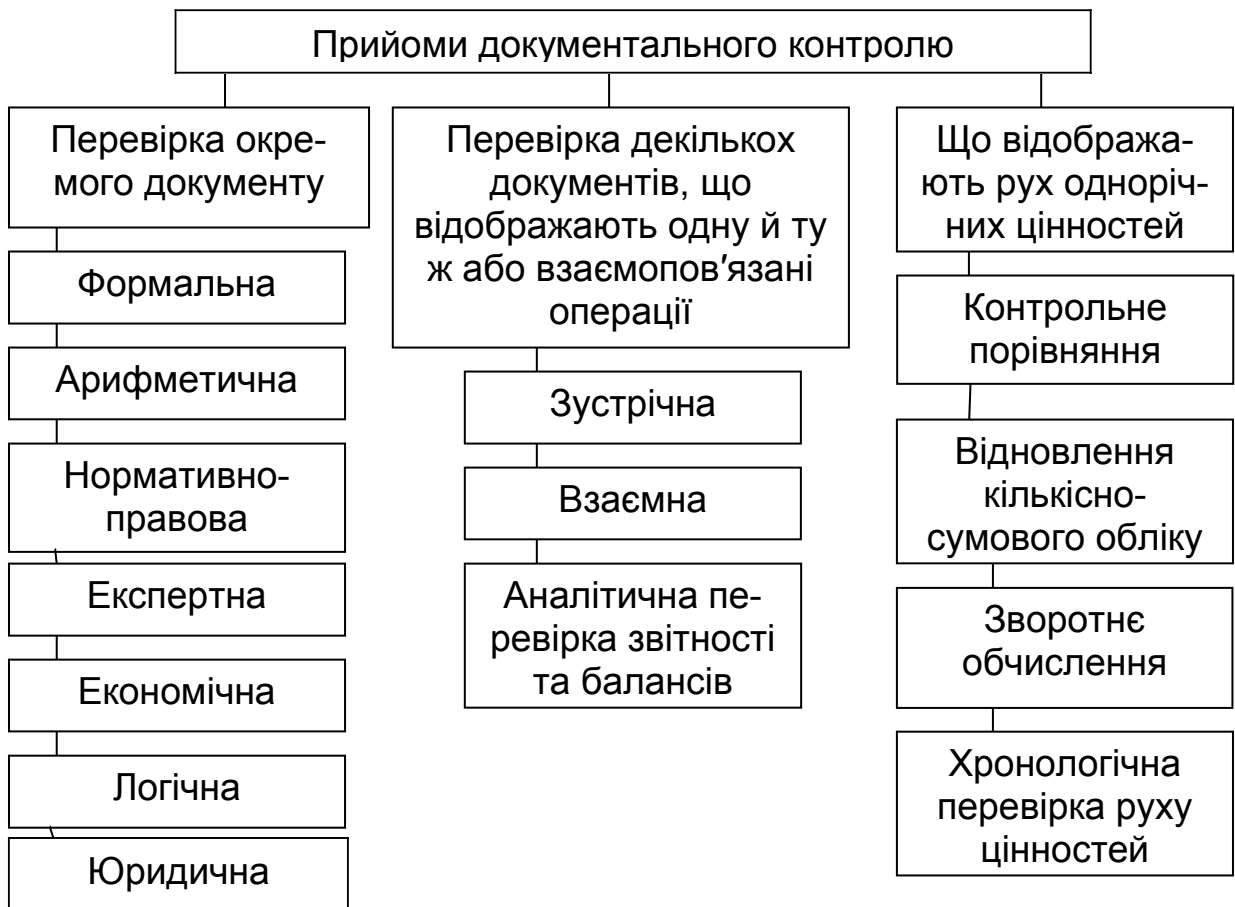 Прийоми документального контролю
Перевірка окре-
мого документу
Формальна
Арифметична
Нормативно-
правова
Експертна
Економічна
Логічна
Юридична
Перевірка декількох
документів, що
відображають одну й ту
ж або взаємопов′язані
операції
Зустрічна
Взаємна
Аналітична пе-
ревірка звітності
та балансів
Що відобража-
ють рух одноріч-
них цінностей
Контрольне
порівняння
Відновлення
кількісно-
сумового обліку
Зворотнє
обчислення
Хронологічна
перевірка руху
цінностей